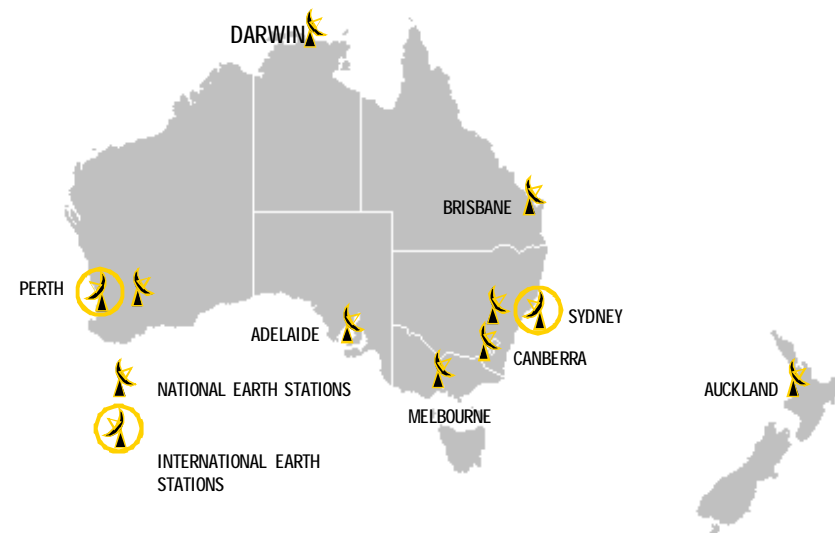 DARWIN
BRISBANE
PERTH
SYDNEY
ADELAIDE
CANBERRA
NATIONAL EARTH STATIONS
AUCKLAND
MELBOURNE
INTERNATIONAL EARTH
STATIONS